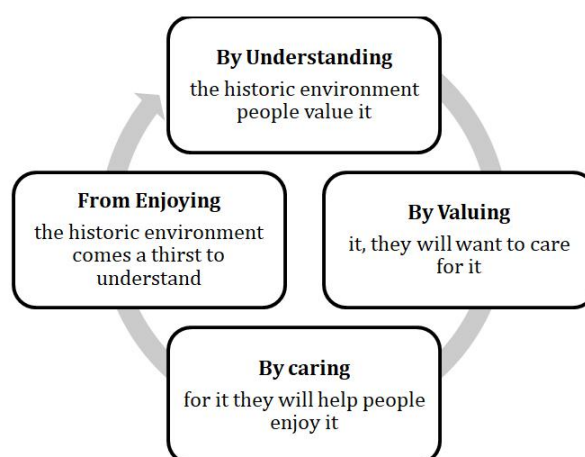 By Understanding
the historic environment
people value it
By Valuing
it, they will want to care
for it
By caring
for it they will help people
enjoy it
From Enjoying
the historic environment
comes a thirst to
understand